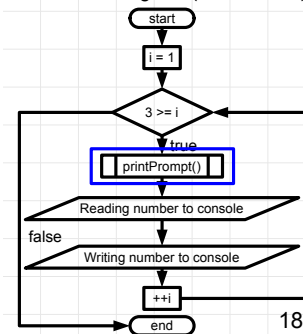 start
i = 1
3 >= i
true
printPrompt()
Reading number to console
false
Writing number to console
++i
end
18